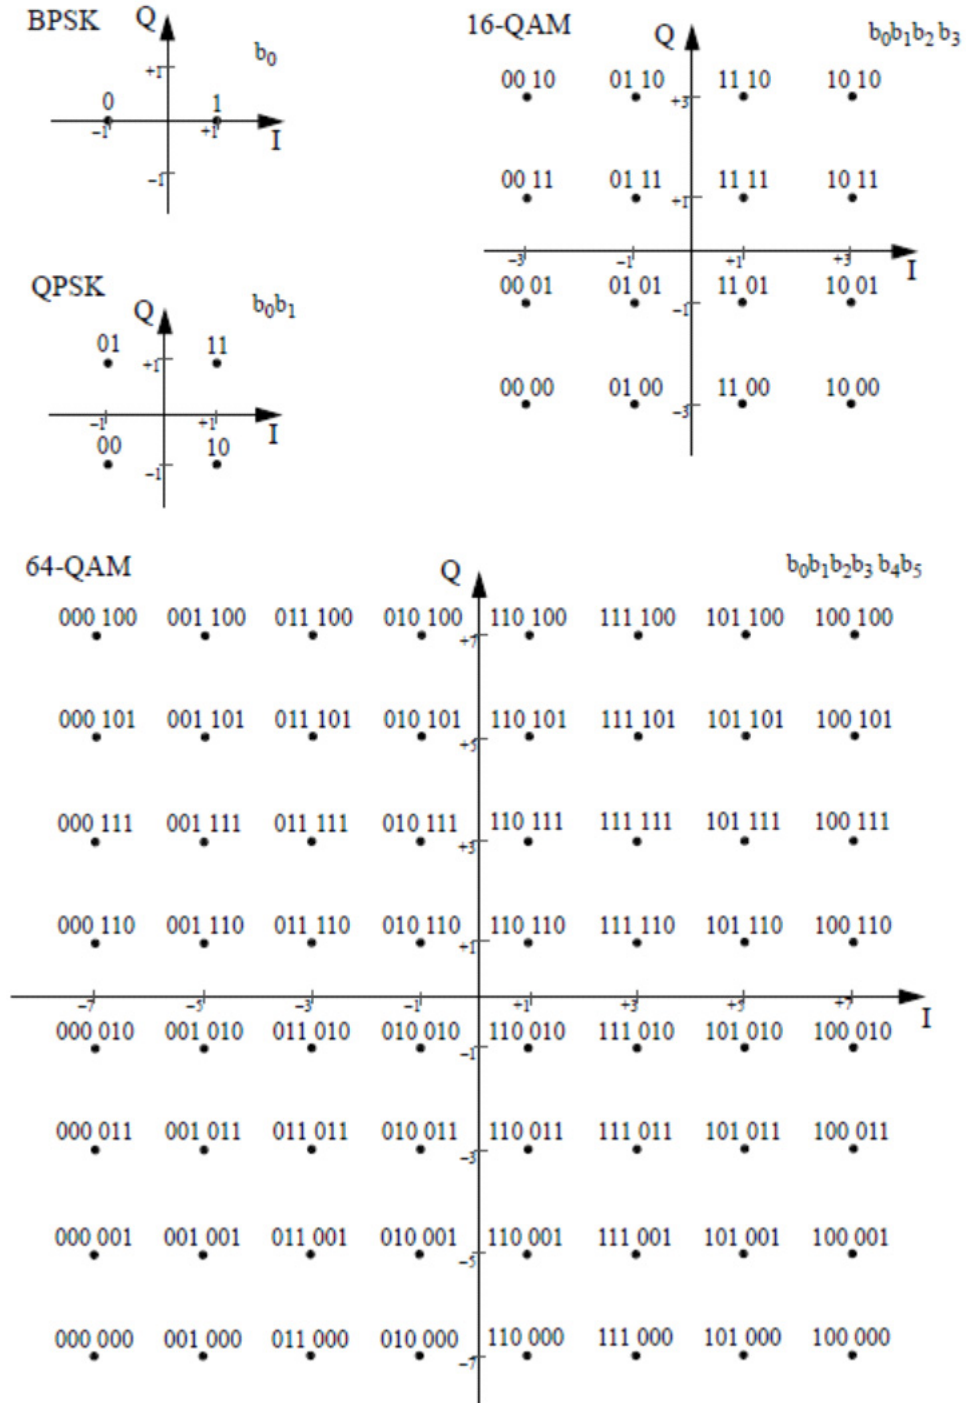 BPSK Q
b0
+1
0 1
−1 +1 I
−1
16-QAM Q b0b1b2 b3
00 10 01 10 11 10 10 10
+3
00 11 01 11 11 11 10 11
+1
−3 −1 +1 +3 I
00 01 01 01 11 01 10 01
−1
00 00 01 00 11 00 10 00
−3
QPSK Q b0b1
01 11
+1
−1 +1 I
00 10
−1
64-QAM Q b0b1b2b3 b4b5
000 100 001 100 011 100 010 100 110 100 111 100 101 100 100 100
+7
000 101 001 101 011 101 010 101 110 101 111 101 101 101 100 101
+5
000 111 001 111 011 111 010 111 110 111 111 111 101 111 100 111
+3
000 110 001 110 011 110 010 110 110 110 111 110 101 110 100 110
+1
−7 −5 −3 −1 +1 +3 +5 +7 I
000 010 001 010 011 010 010 010 110 010 111 010 101 010 100 010
−1
000 011 001 011 011 011 010 011 110 011 111 011 101 011 100 011
−3
000 001 001 001 011 001 010 001 110 001 111 001 101 001 100 001
−5
000 000 001 000 011 000 010 000 110 000 111 000 101 000 100 000
−7